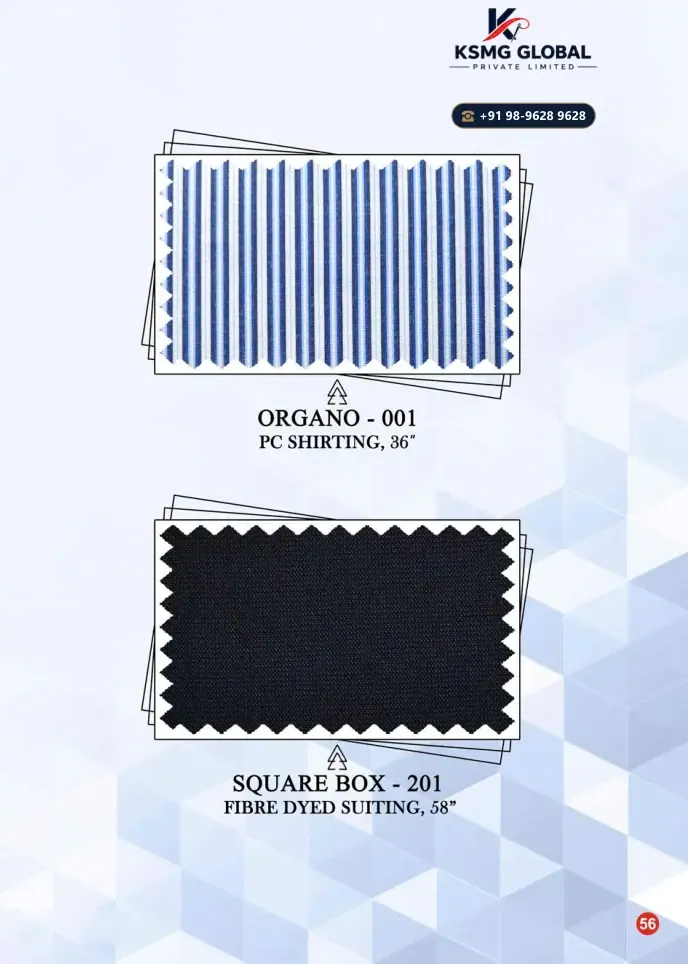 KSMG GLOBAL
PRIVATE LIMITED
+91 98-9628 9628
ORGANO - 001
PC SHIRTING, 36"
SQUARE BOX - 201
FIBRE DYED SUITING, 58”
56